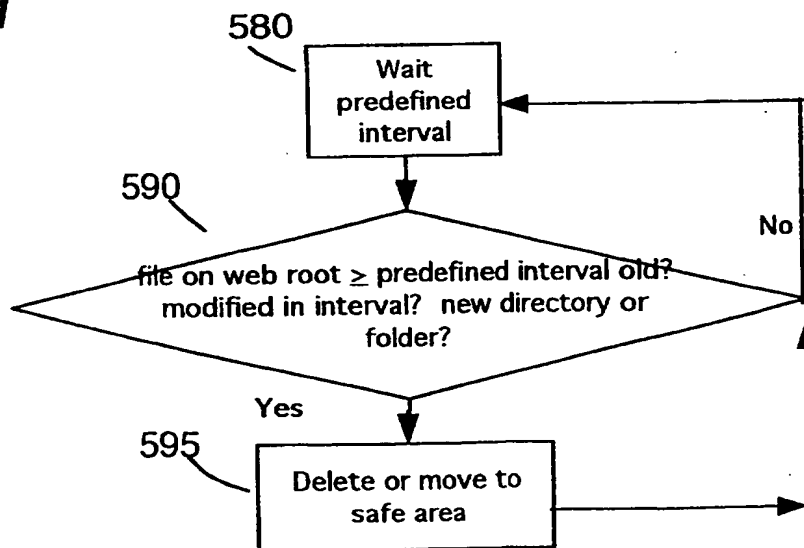 580
Wait
predefined
interval
590
No
file on web root ≥ predefined interval old?
modified in interval? new directory or
folder?
Yes
595
Delete or move to
safe area